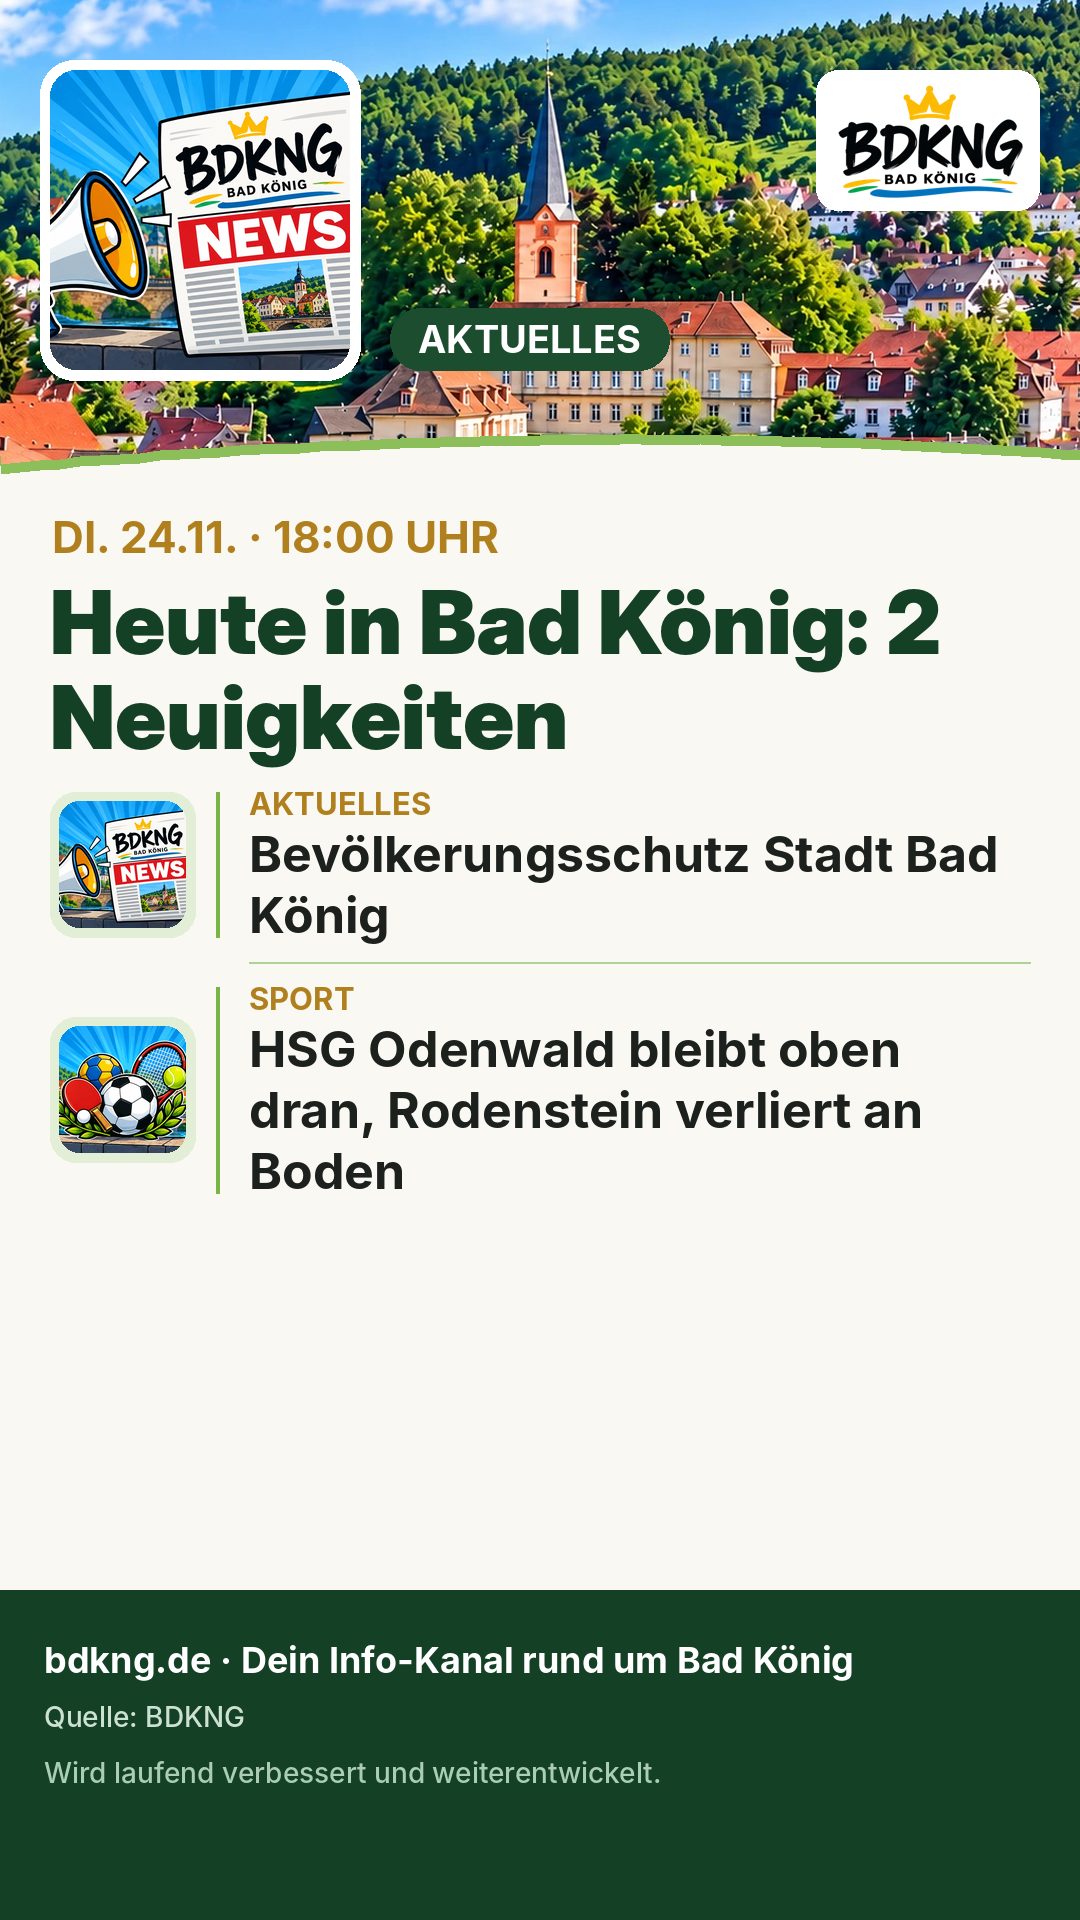 BDKNG
BAD KÖNIG
NEWS
BDKNG
BAD KÖNIG
AKTUELLES
DI. 24.11. · 18:00 UHR
Heute in Bad König: 2
Neuigkeiten
BDKNG
BAD KÖNIG
NEWS
AKTUELLES
Bevölkerungsschutz Stadt Bad
König
SPORT
HSG Odenwald bleibt oben
dran, Rodenstein verliert an
Boden
bdkng.de · Dein Info-Kanal rund um Bad König
Quelle: BDKNG
Wird laufend verbessert und weiterentwickelt.